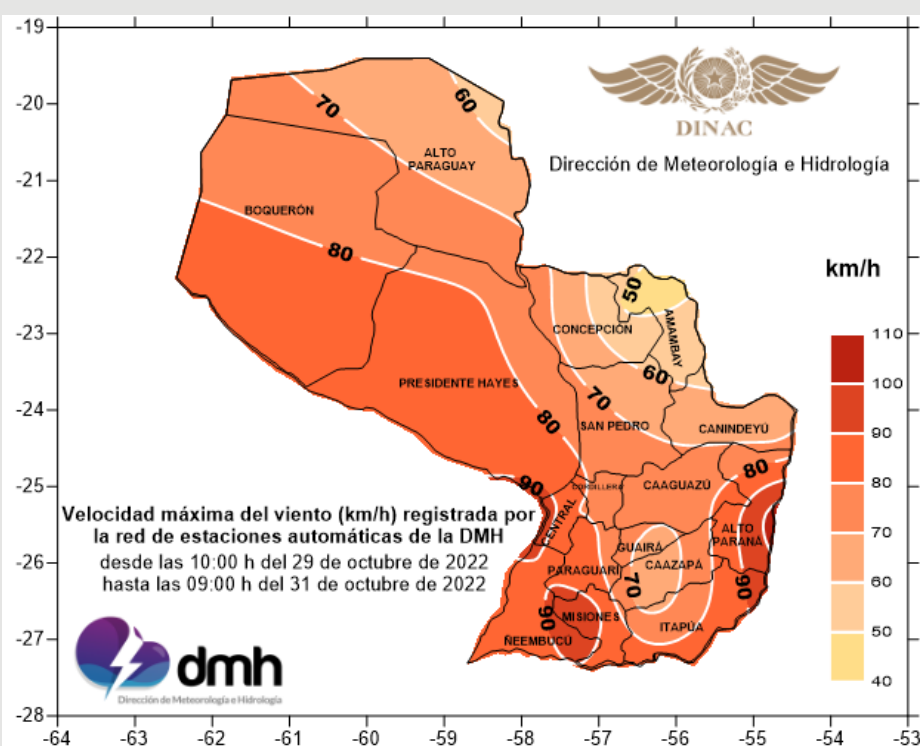 DINAC
Dirección de Meteorología e Hidrología
-19
-20
-21
-22
-23
-24
-25
-26
-27
-28
-64
-63
-62
-61
-60
-59
-58
-57
-56
-55
-54
-53
70
60
ALTO
PARAGUAY
BOQUERÓN
80
50
CONCEPCIÓN
AMAMBAY
60
PRESIDENTE HAYES
70
80
SAN PEDRO
CANINDEYÚ
80
90
CORDILLERA
CAAGUAZÚ
CENTRAL
ALTO
PARANÁ
GUAIRÁ
PARAGUARÍ
CAAZAPÁ
70
90
90
MISIONES
ITAPÚA
ÑEEMBUCÚ
km/h
110
100
90
80
70
60
50
40
Velocidad máxima del viento (km/h) registrada por
la red de estaciones automáticas de la DMH
desde las 10:00 h del 29 de octubre de 2022
hasta las 09:00 h del 31 de octubre de 2022
dmh
Dirección de Meteorología e Hidrología